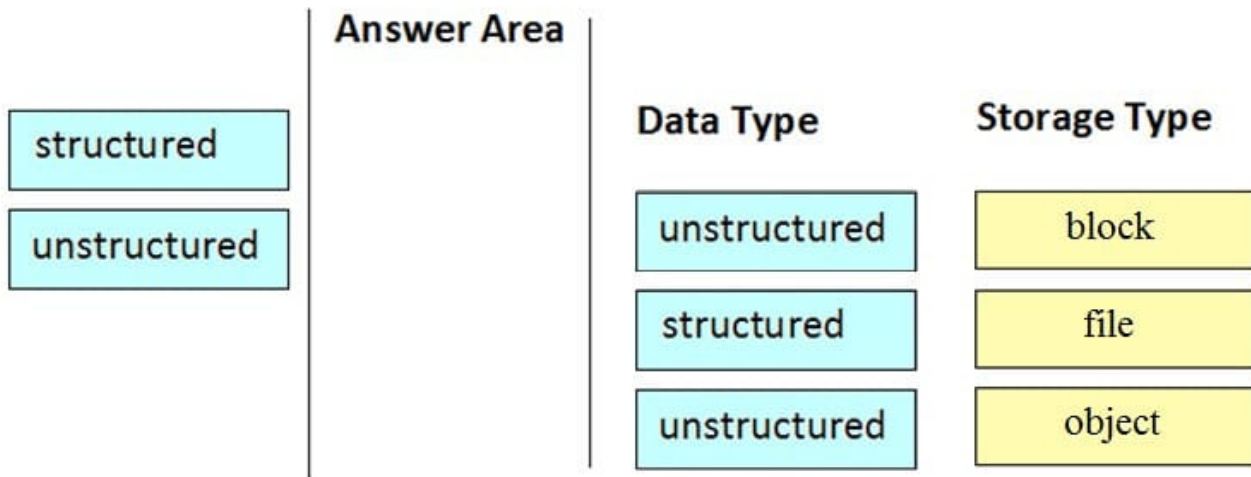 Answer Area
structured
unstructured
Data Type Storage Type
unstructured block
structured file
unstructured object